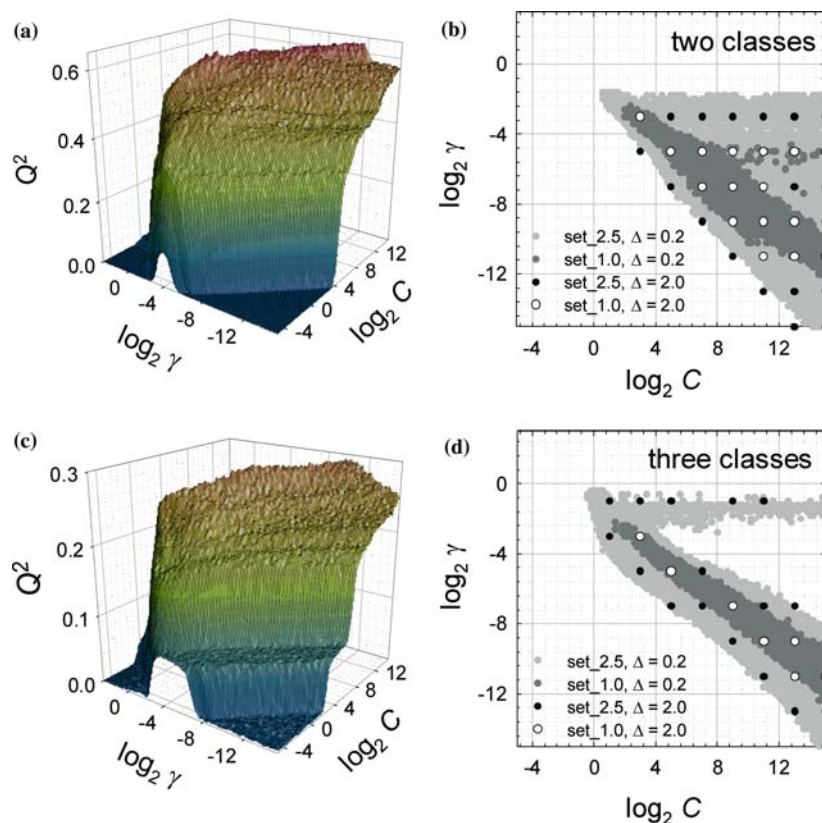 (a)
0.6
0.4
0.2
0.0
Q²
0
-4
-8
-12
log₂ γ
-4
0
4
8
12
log₂ C
(b)
two classes
0
-4
-8
-12
log₂ γ
set_2.5, Δ = 0.2
set_1.0, Δ = 0.2
set_2.5, Δ = 2.0
set_1.0, Δ = 2.0
-4 0 4 8 12
log₂ C
(c)
0.3
0.2
0.1
0.0
Q²
0
-4
-8
-12
log₂ γ
-4
0
4
8
12
log₂ C
(d)
three classes
0
-4
-8
-12
log₂ γ
set_2.5, Δ = 0.2
set_1.0, Δ = 0.2
set_2.5, Δ = 2.0
set_1.0, Δ = 2.0
-4 0 4 8 12
log₂ C